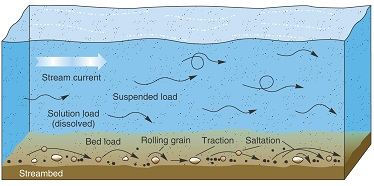 Stream current
Suspended load
Solution load
(dissolved)
Bed load
Rolling grain
Traction
Saltation
Streambed